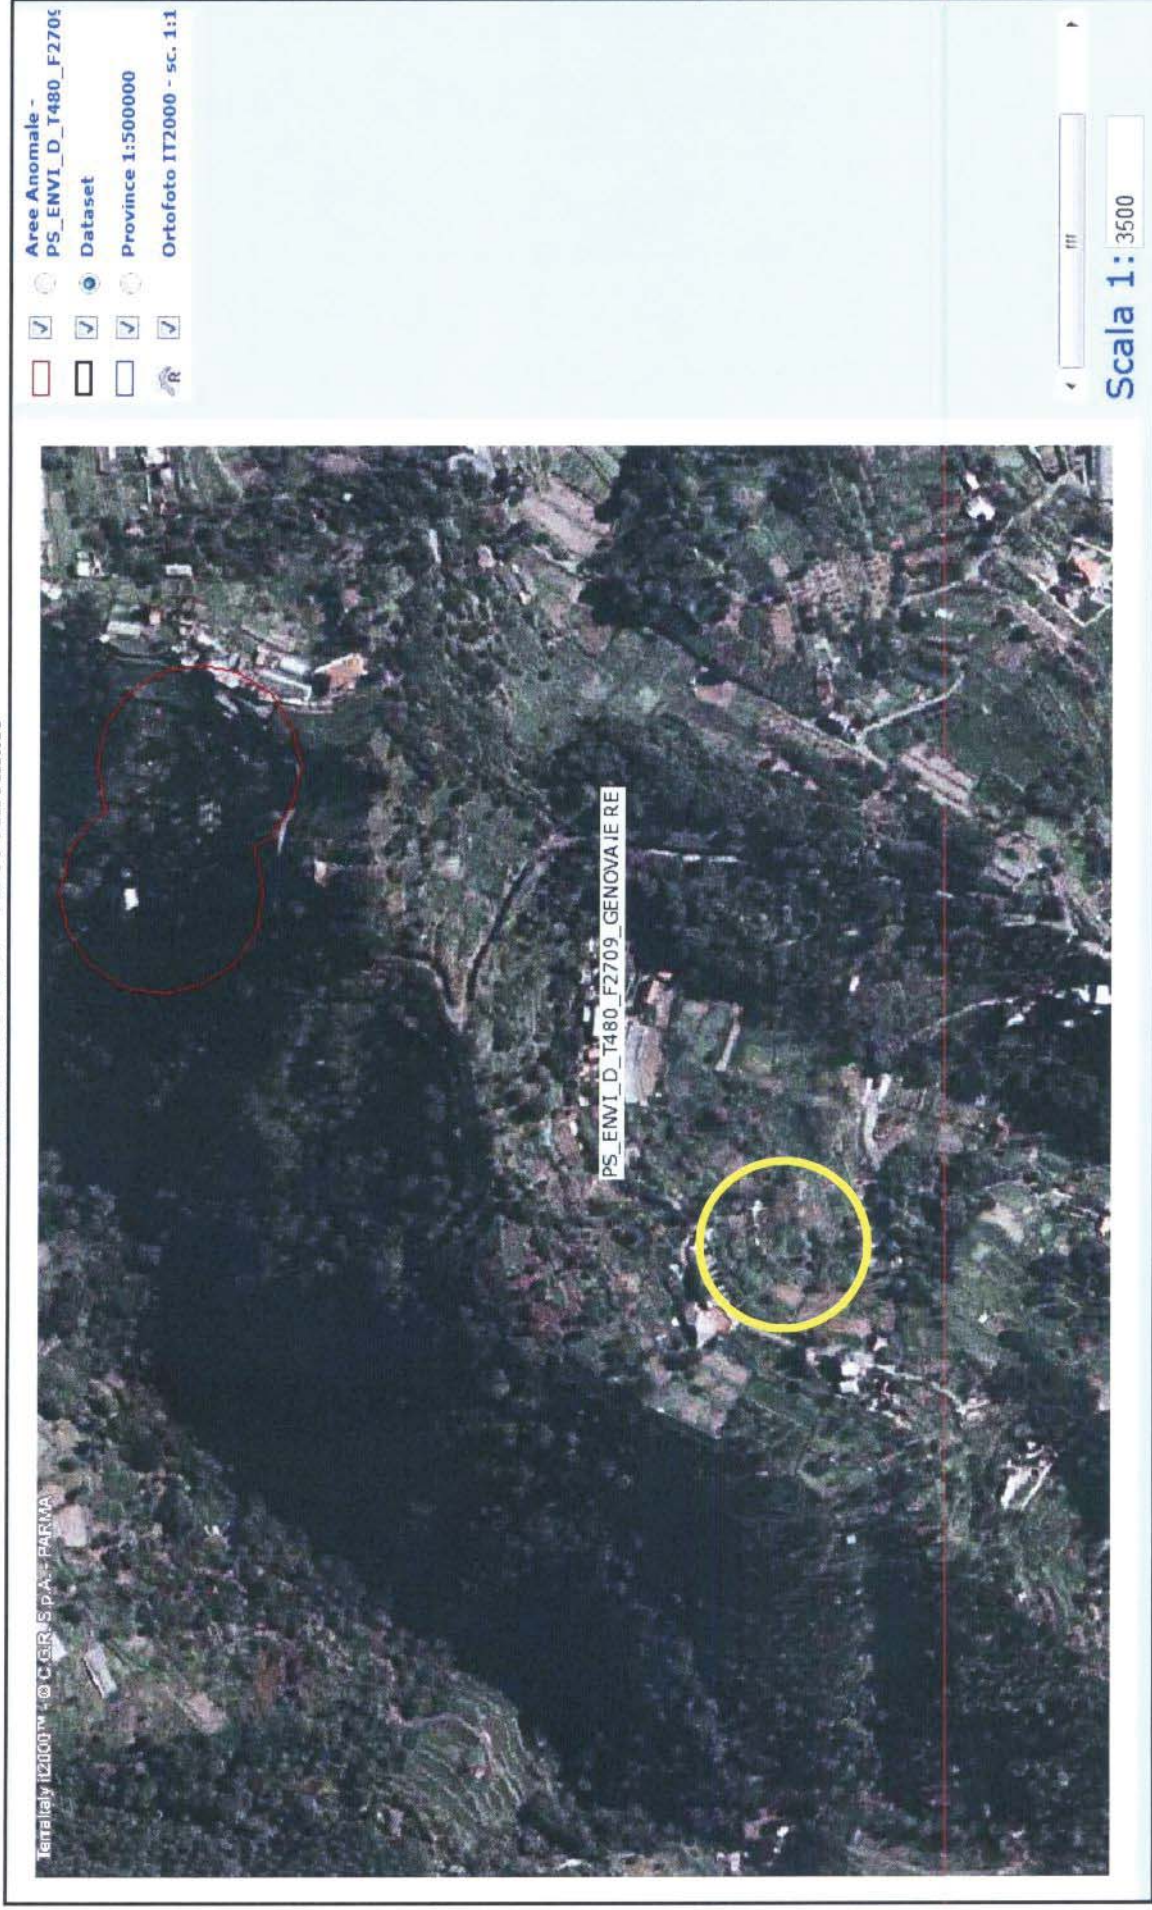 TerraItaly it2000™ - © C.G.R. S.p.A. - PARMA
PS_ENVI_D_T480_F2709_GENOVA IE RE
Aree Anomale -
PS_ENVI_D_T480_F2709
Dataset
Province 1:500000
Ortofoto IT2000 - sc. 1:1
Scala 1: 3500